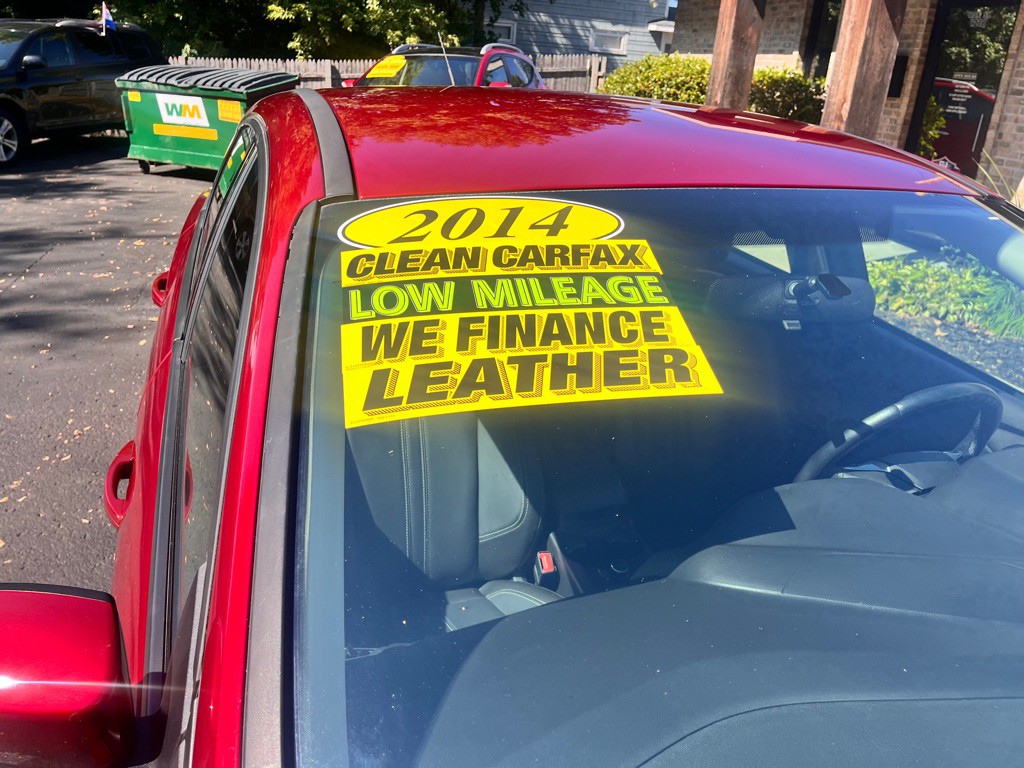 WM
2014
CLEAN CARFAX
LOW MILEAGE
WE FINANCE
LEATHER